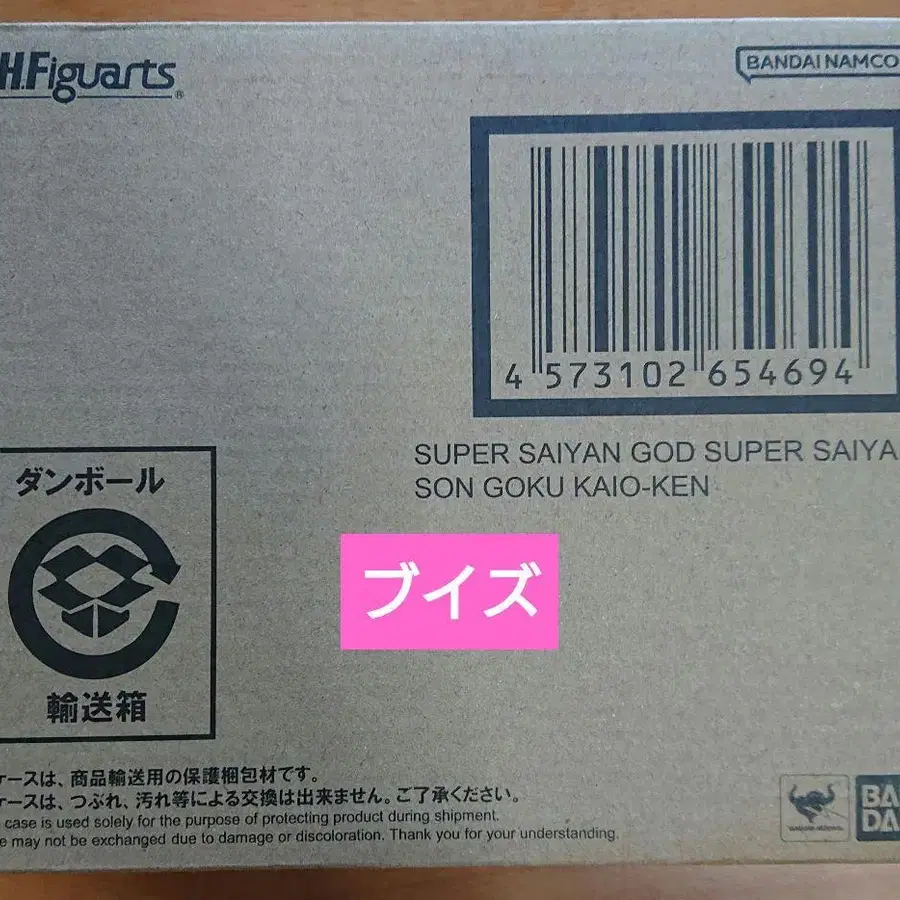 H.Figuarts
BANDAI NAMCO
4 573102 654694
SUPER SAIYAN GOD SUPER SAIYA
SON GOKU KAIO-KEN
ダンボール
ブイズ
輸送箱
ケースは、商品輸送用の保護梱包材です。
ケースは、つぶれ、汚れ等による交換は出来ません。ご了承ください。
case is used solely for the purpose of protecting product during shipment.
may not be exchanged due to damage or discoloration. Thank you for your understanding.
BA
DA